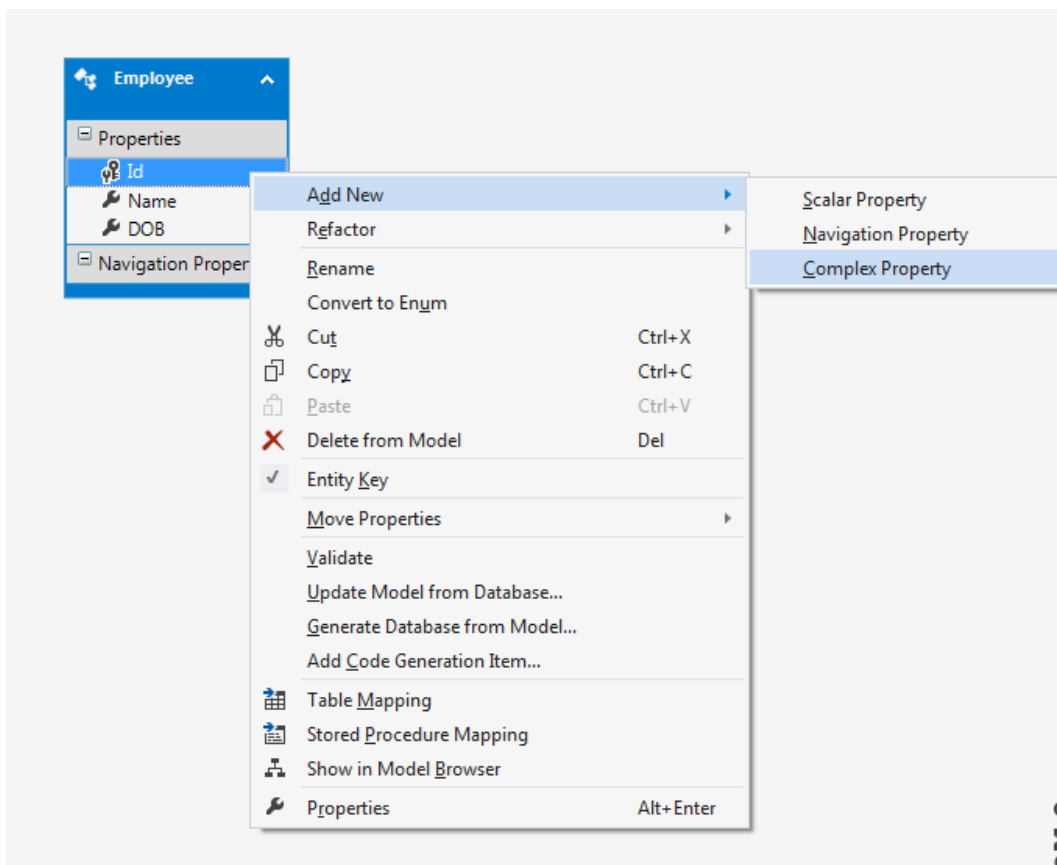 Employee
Properties
Id
Name
DOB
Navigation Proper
Add New
Refactor
Rename
Convert to Enum
Cut Ctrl+X
Copy Ctrl+C
Paste Ctrl+V
Delete from Model Del
Entity Key
Move Properties
Validate
Update Model from Database...
Generate Database from Model...
Add Code Generation Item...
Table Mapping
Stored Procedure Mapping
Show in Model Browser
Properties Alt+Enter
Scalar Property
Navigation Property
Complex Property